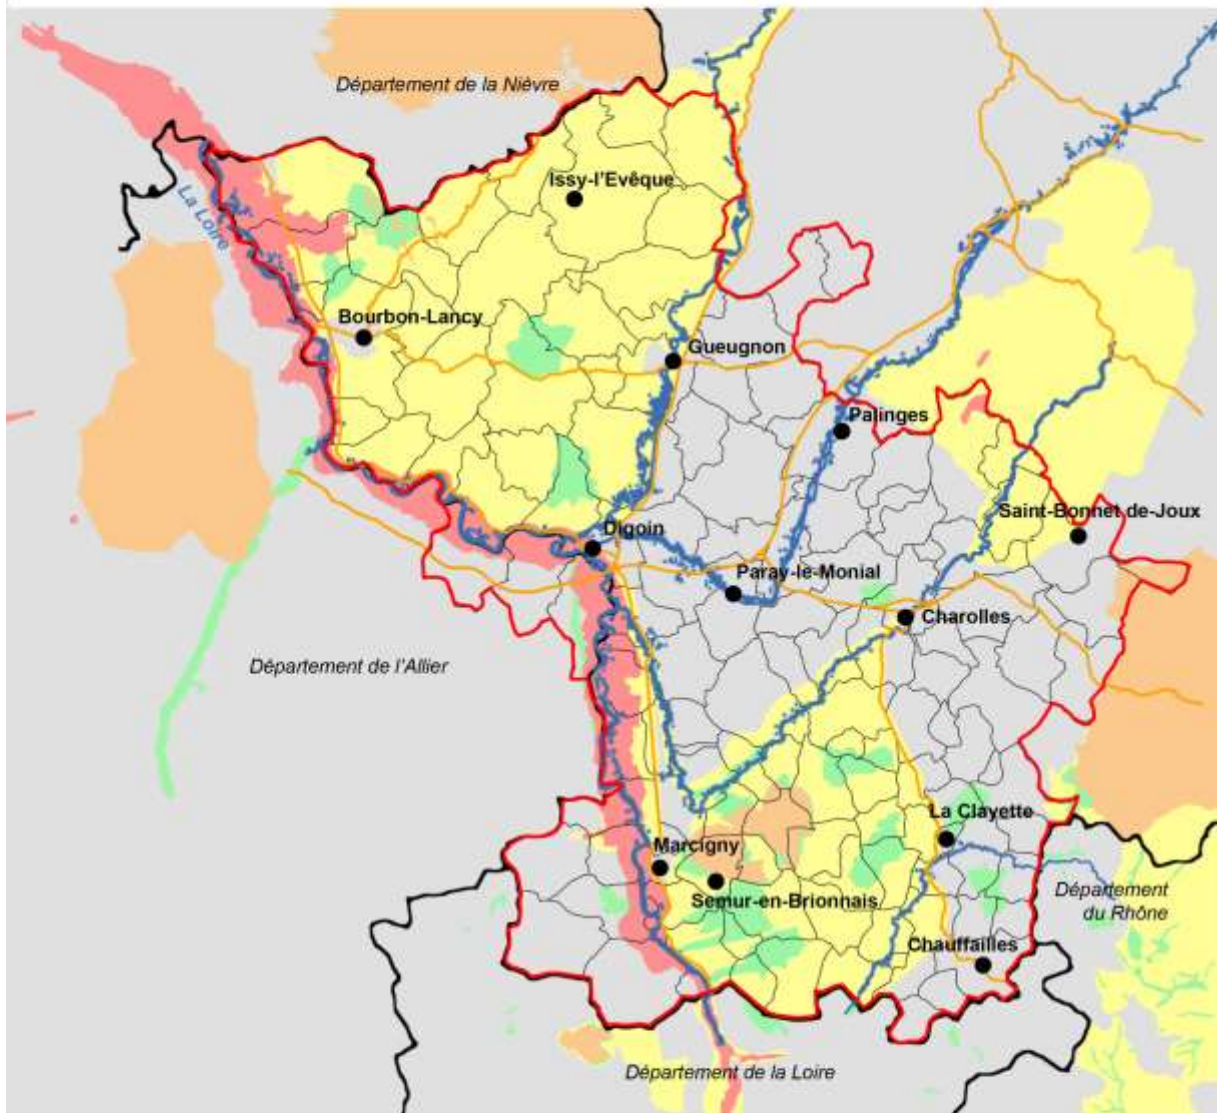 Département de la Nièvre
Issy-l'Evêque
La Loire
Bourbon-Lancy
Gueugnon
Palinges
Saint-Bonnet de-Joux
Digoin
Paray-le-Monial
Charolles
Département de l'Allier
La Clayette
Marcigny
Semur-en-Brionnais
Département
du Rhône
Chauffailles
Département de la Loire